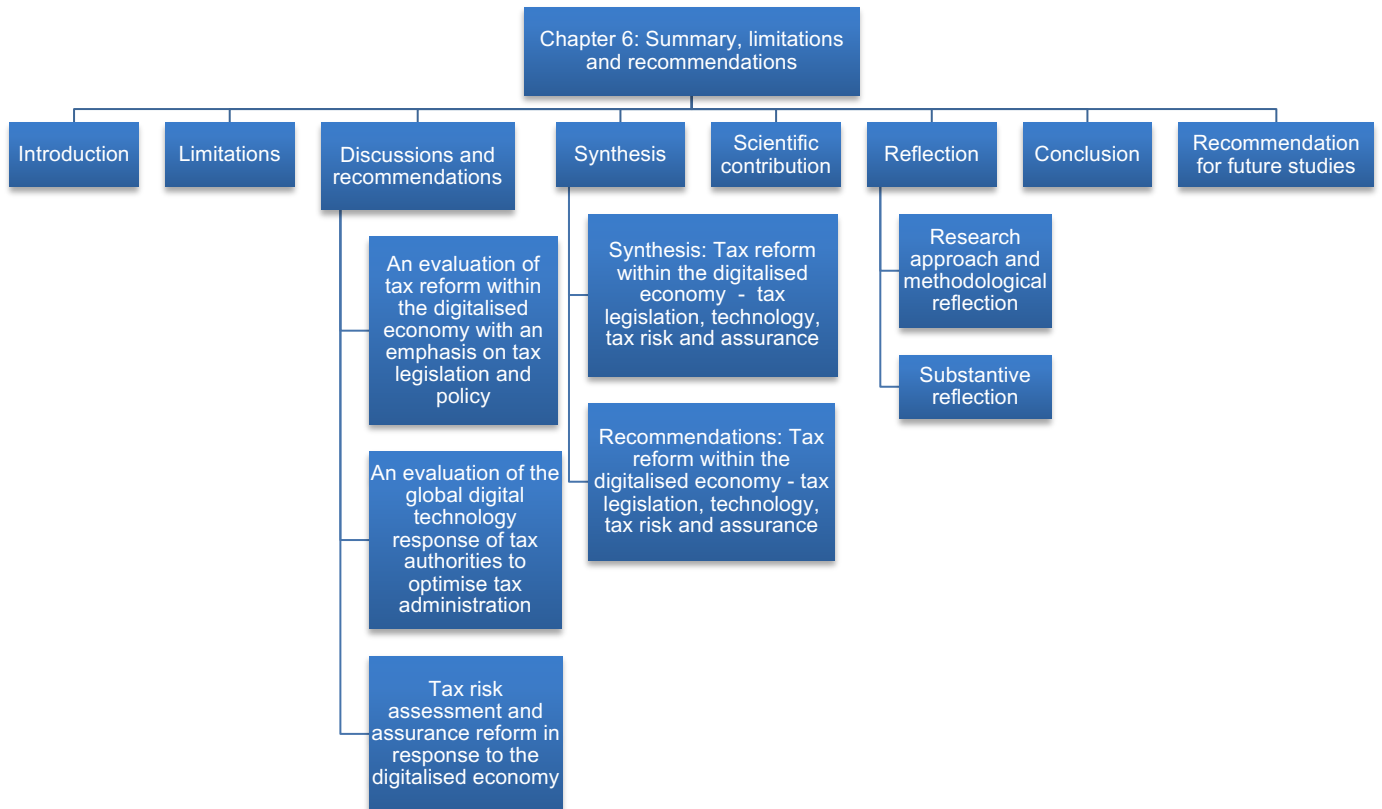 Chapter 6: Summary, limitations
and recommendations
Introduction
Limitations
Discussions and
recommendations
Synthesis
Scientific
contribution
Reflection
Conclusion
Recommendation
for future studies
An evaluation of
tax reform within
the digitalised
economy with an
emphasis on tax
legislation and
policy
An evaluation of the
global digital
technology
response of tax
authorities to
optimise tax
administration
Tax risk
assessment and
assurance reform in
response to the
digitalised economy
Synthesis: Tax reform
within the digitalised
economy - tax
legislation, technology,
tax risk and assurance
Recommendations: Tax
reform within the
digitalised economy - tax
legislation, technology,
tax risk and assurance
Research
approach and
methodological
reflection
Substantive
reflection